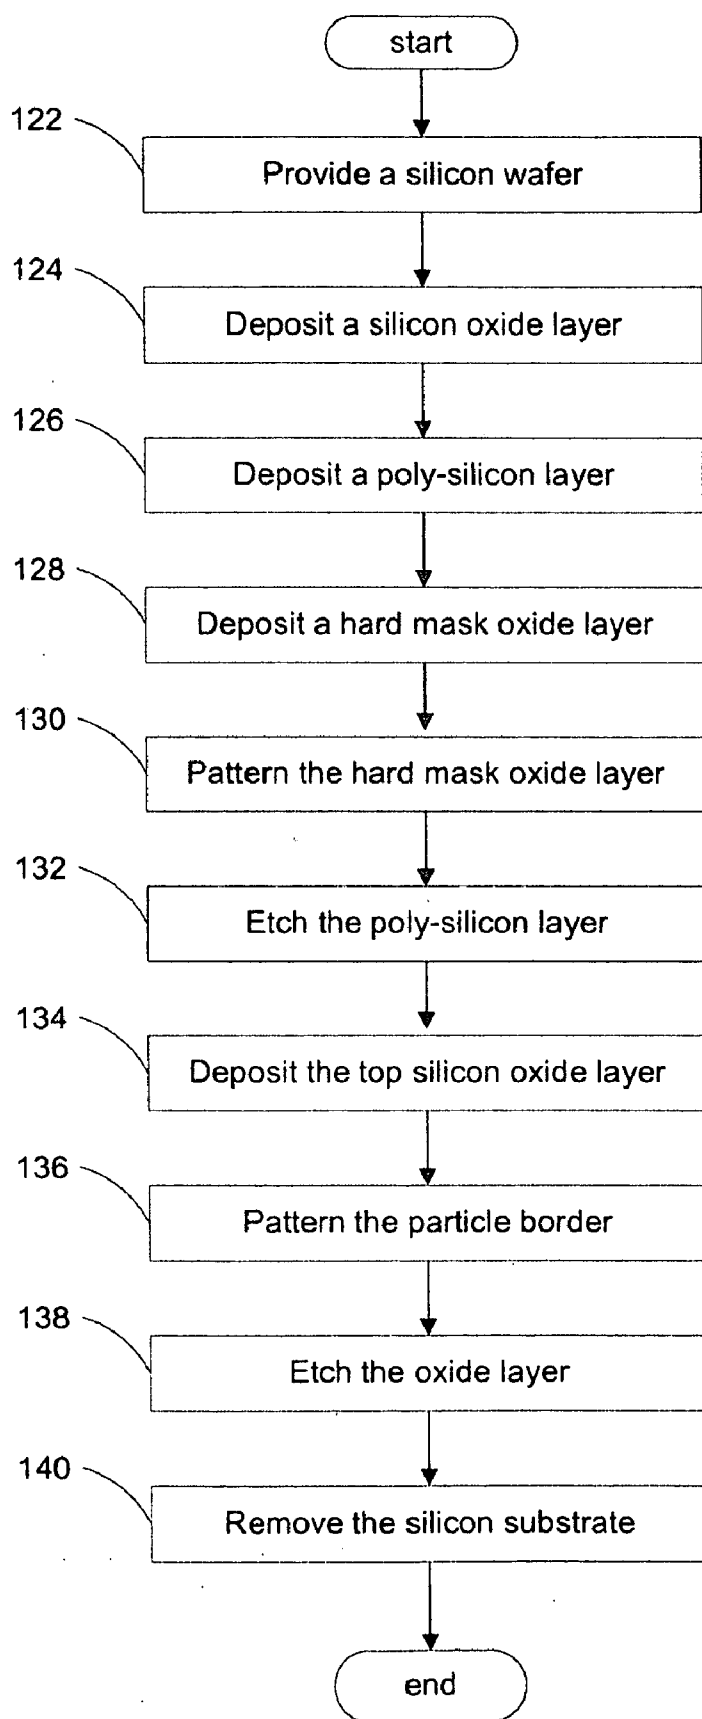 start
122
Provide a silicon wafer
124
Deposit a silicon oxide layer
126
Deposit a poly-silicon layer
128
Deposit a hard mask oxide layer
130
Pattern the hard mask oxide layer
132
Etch the poly-silicon layer
134
Deposit the top silicon oxide layer
136
Pattern the particle border
138
Etch the oxide layer
140
Remove the silicon substrate
end